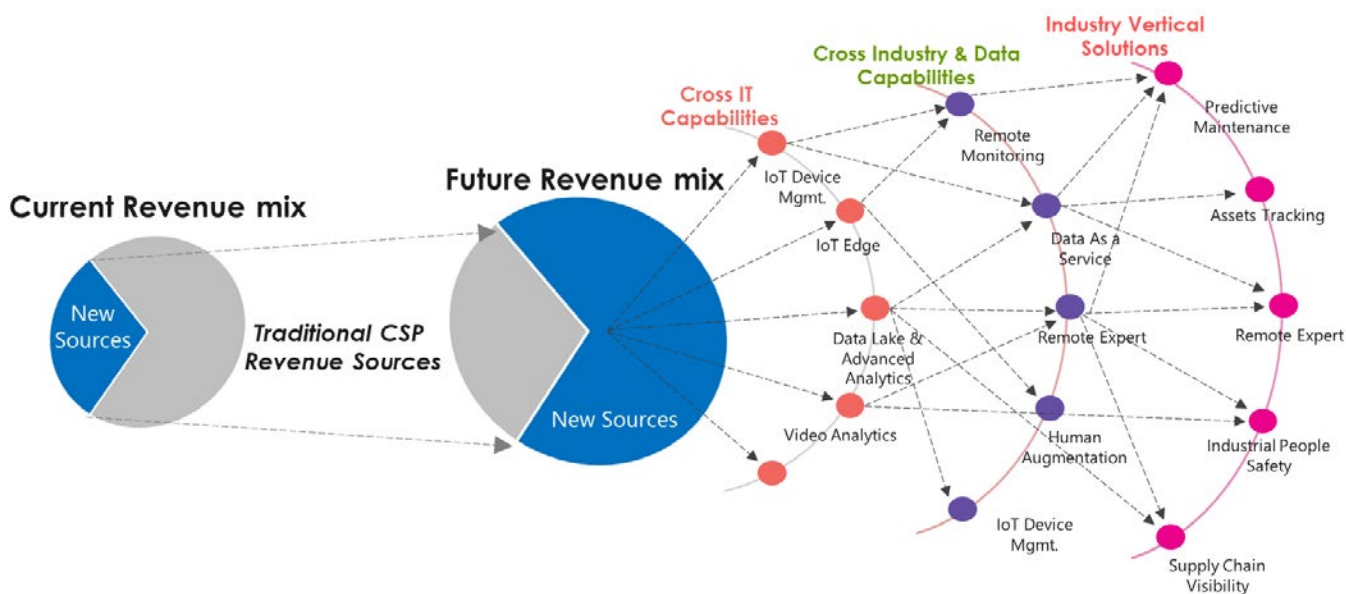 Current Revenue mix
New
Sources
Traditional CSP
Revenue Sources
Future Revenue mix
New Sources
Cross IT
Capabilities
IoT Device
Mgmt.
IoT Edge
Data Lake &
Advanced
Analytics
Video Analytics
Cross Industry & Data
Capabilities
Remote
Monitoring
Data As a
Service
Remote Expert
Human
Augmentation
IoT Device
Mgmt.
Industry Vertical
Solutions
Predictive
Maintenance
Assets Tracking
Remote Expert
Industrial People
Safety
Supply Chain
Visibility